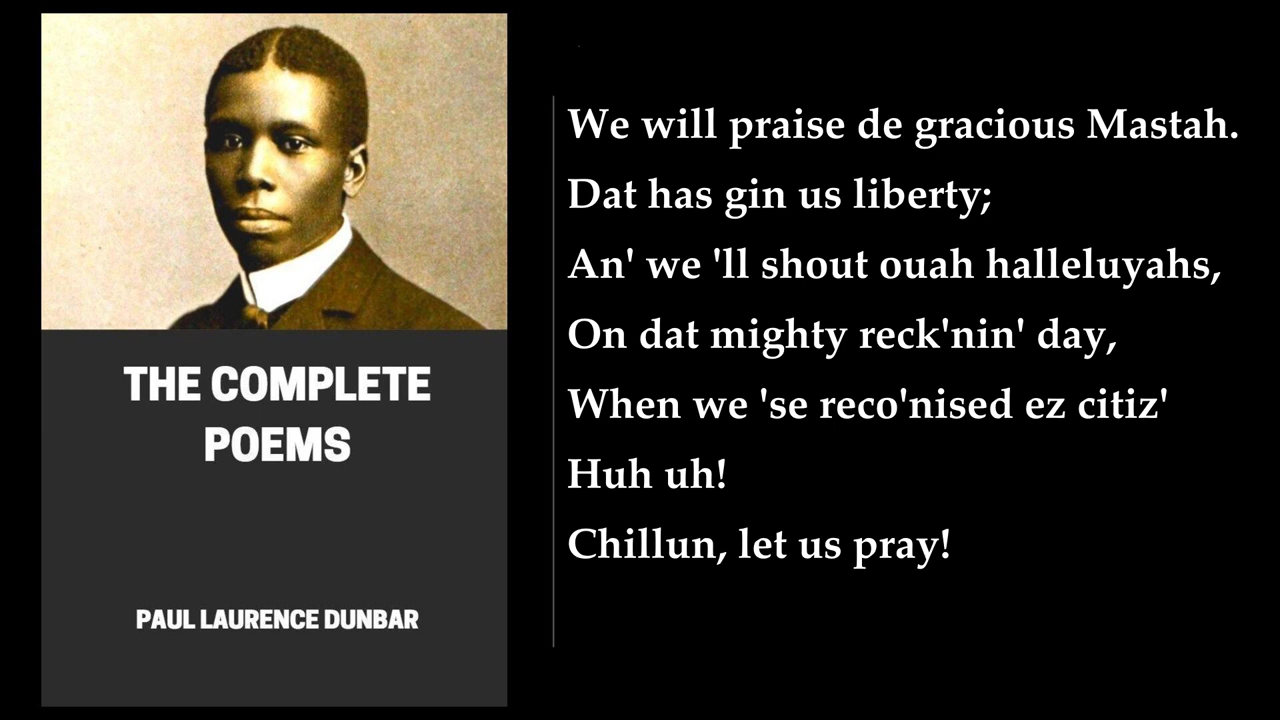 THE COMPLETE
POEMS
PAUL LAURENCE DUNBAR
We will praise de gracious Mastah.
Dat has gin us liberty;
An' we 'll shout ouah halleluyahs,
On dat mighty reck'nin' day,
When we 'se reco'nised ez citiz'
Huh uh!
Chillun, let us pray!